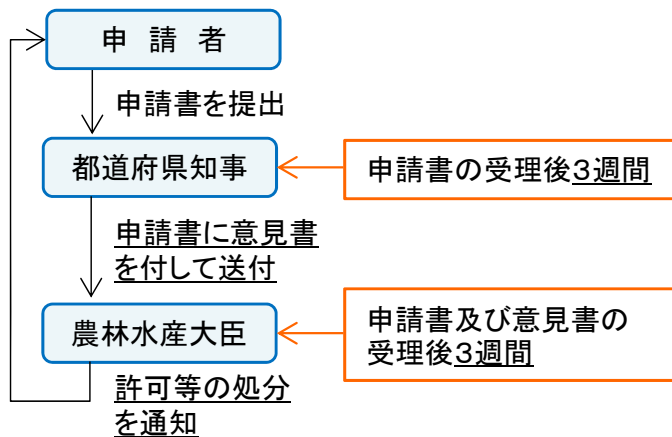 申 請 者
申請書を提出
都道府県知事
申請書の受理後3週間
申請書に意見書
を付して送付
農林水産大臣
申請書及び意見書の
受理後3週間
許可等の処分
を通知